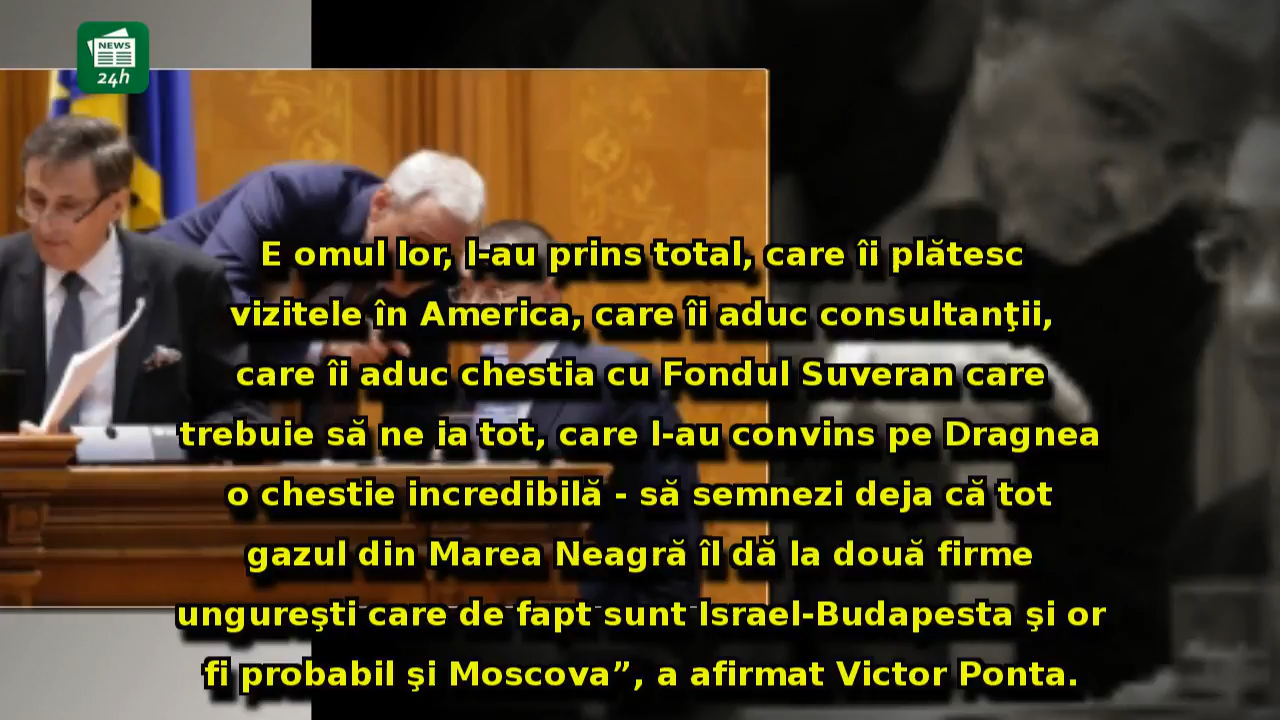 NEWS
24h
E omul lor, l-au prins total, care îi plătesc
vizitele în America, care îi aduc consultanţii,
care îi aduc chestia cu Fondul Suveran care
trebuie să ne ia tot, care l-au convins pe Dragnea
o chestie incredibilă - să semnezi deja că tot
gazul din Marea Neagră îl dă la două firme
ungureşti care de fapt sunt Israel-Budapesta şi or
fi probabil şi Moscova”, a afirmat Victor Ponta.